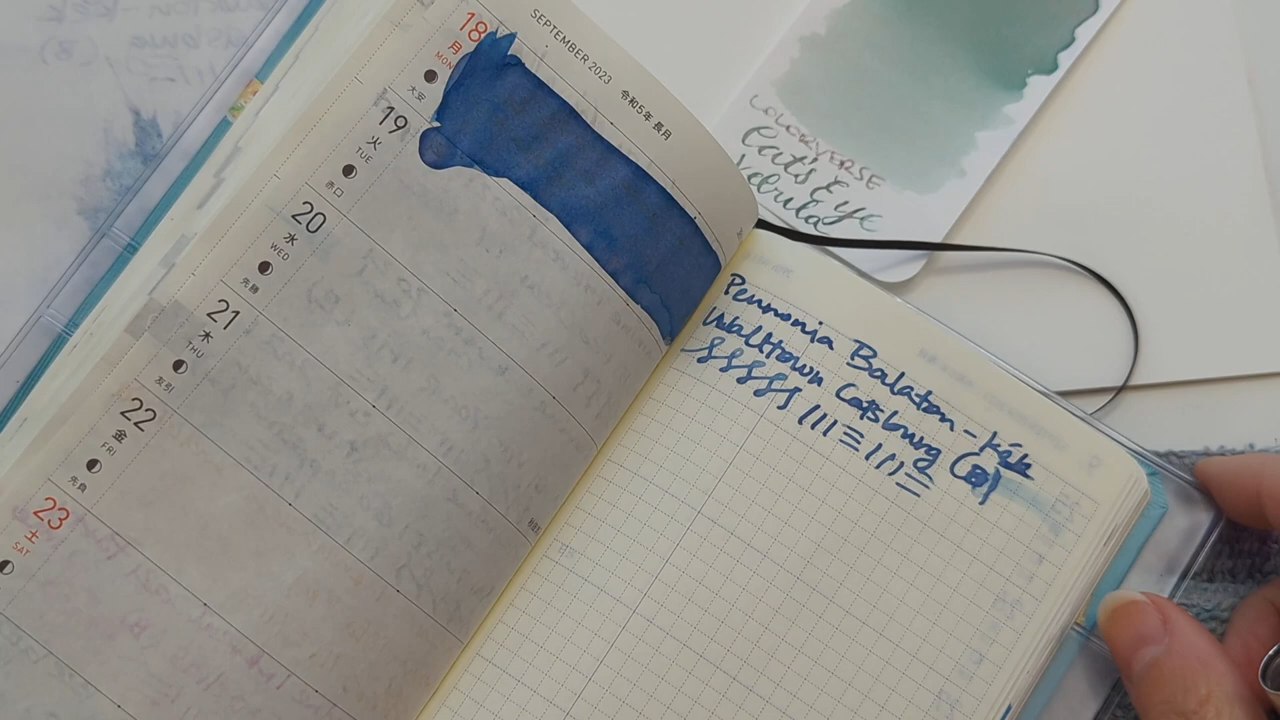 SEPTEMBER 2023 令和5年 長月
18
月
MON
大安
19
火
TUE
赤口
20
水
WED
先勝
21
木
THU
友引
22
金
FRI
先負
23
土
SAT
COLORVERSE
Cat's Eye
Nebula
Pennonia Balaton-Kék
Walltown Catsburg (B)